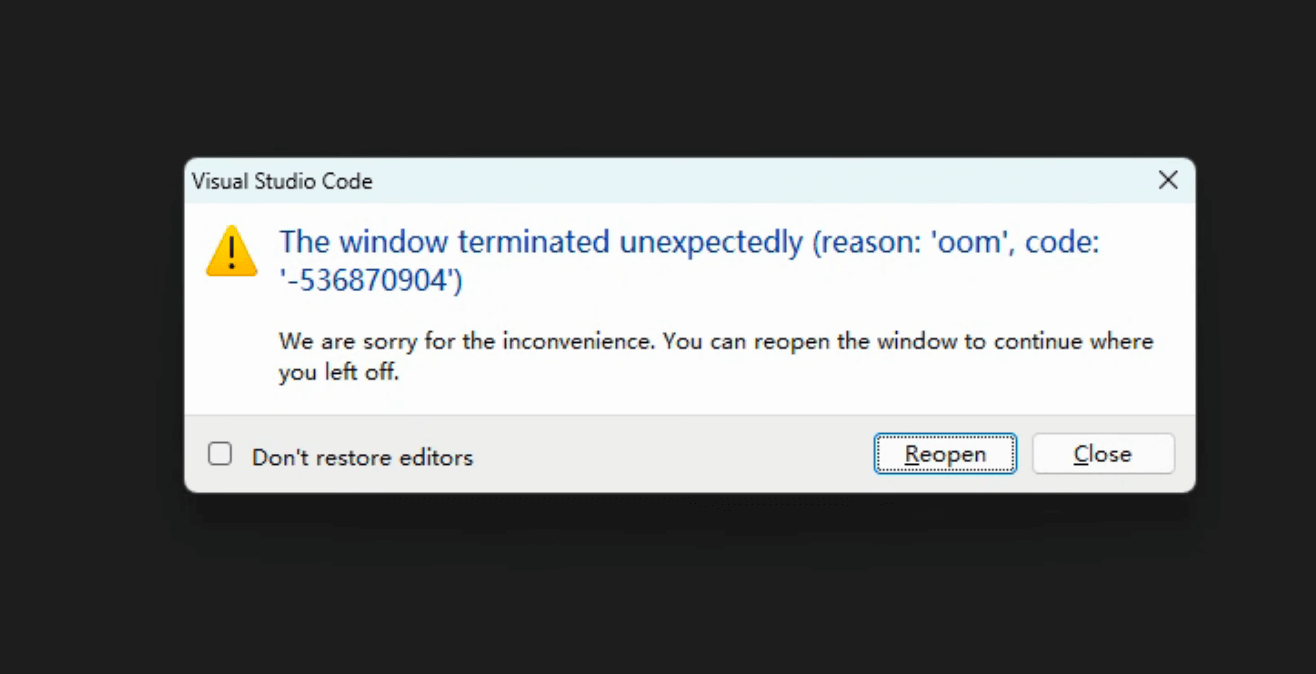 Visual Studio Code
The window terminated unexpectedly (reason: 'oom', code:
'-536870904')
We are sorry for the inconvenience. You can reopen the window to continue where
you left off.
Don't restore editors
Reopen
Close